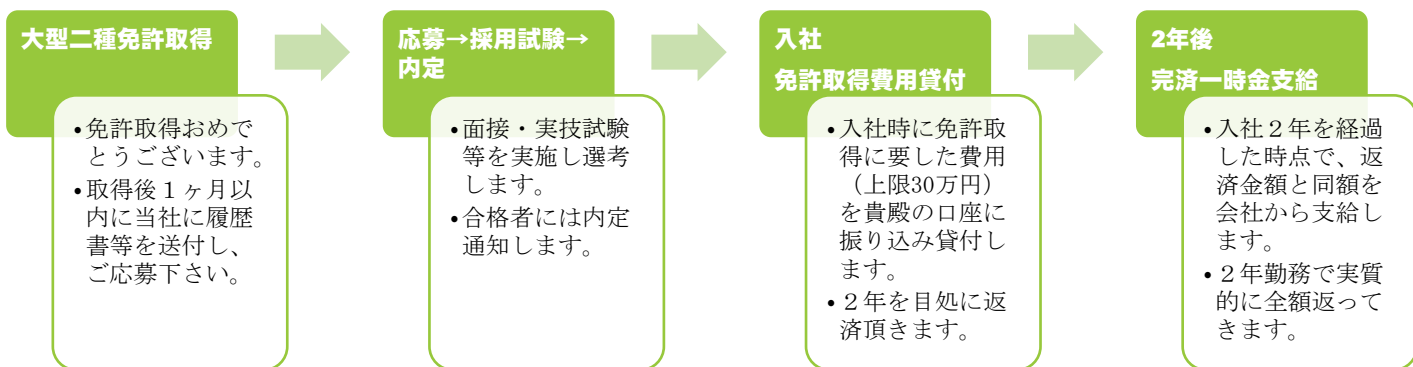 大型二種免許取得
•免許取得おめで
とうございます。
•取得後１ヶ月以
内に当社に履歴
書等を送付し、
ご応募下さい。
応募→採用試験→
内定
•面接・実技試験
等を実施し選考
します。
•合格者には内定
通知します。
入社
免許取得費用貸付
•入社時に免許取
得に要した費用
（上限30万円）
を貴殿の口座に
振り込み貸付し
ます。
•２年を目処に返
済頂きます。
2年後
完済一時金支給
•入社２年を経過
した時点で、返
済金額と同額を
会社から支給し
ます。
•２年勤務で実質
的に全額返って
きます。